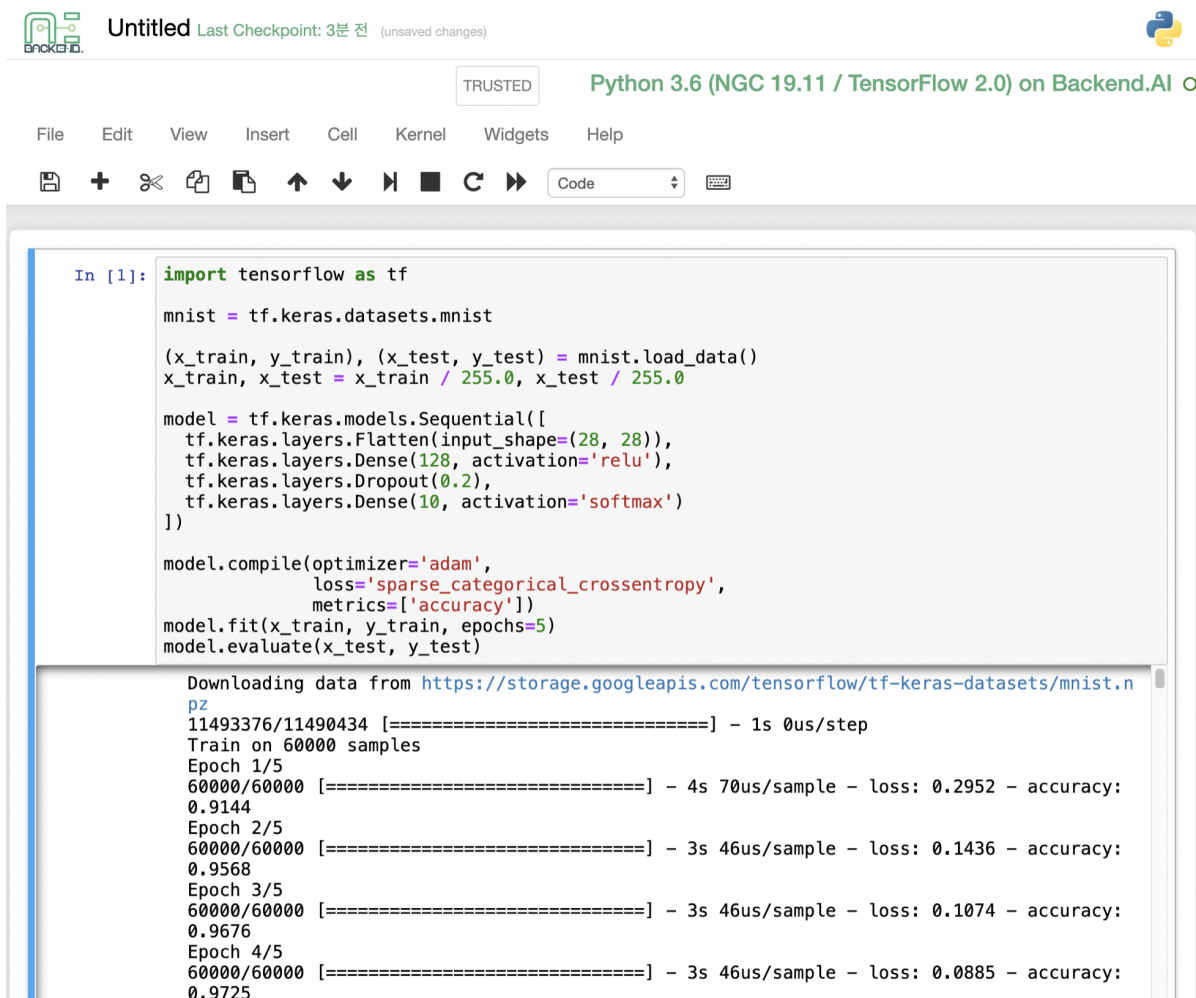 BACKEND.
Untitled Last Checkpoint: 3분 전 (unsaved changes)
TRUSTED
Python 3.6 (NGC 19.11 / TensorFlow 2.0) on Backend.AI
File Edit View Insert Cell Kernel Widgets Help
Code
In [1]:
import tensorflow as tf
mnist = tf.keras.datasets.mnist
(x_train, y_train), (x_test, y_test) = mnist.load_data()
x_train, x_test = x_train / 255.0, x_test / 255.0
model = tf.keras.models.Sequential([
  tf.keras.layers.Flatten(input_shape=(28, 28)),
  tf.keras.layers.Dense(128, activation='relu'),
  tf.keras.layers.Dropout(0.2),
  tf.keras.layers.Dense(10, activation='softmax')
])
model.compile(optimizer='adam',
              loss='sparse_categorical_crossentropy',
              metrics=['accuracy'])
model.fit(x_train, y_train, epochs=5)
model.evaluate(x_test, y_test)
Downloading data from https://storage.googleapis.com/tensorflow/tf-keras-datasets/mnist.n
pz
11493376/11490434 [==============================] - 1s 0us/step
Train on 60000 samples
Epoch 1/5
60000/60000 [==============================] - 4s 70us/sample - loss: 0.2952 - accuracy:
0.9144
Epoch 2/5
60000/60000 [==============================] - 3s 46us/sample - loss: 0.1436 - accuracy:
0.9568
Epoch 3/5
60000/60000 [==============================] - 3s 46us/sample - loss: 0.1074 - accuracy:
0.9676
Epoch 4/5
60000/60000 [==============================] - 3s 46us/sample - loss: 0.0885 - accuracy:
0.9725